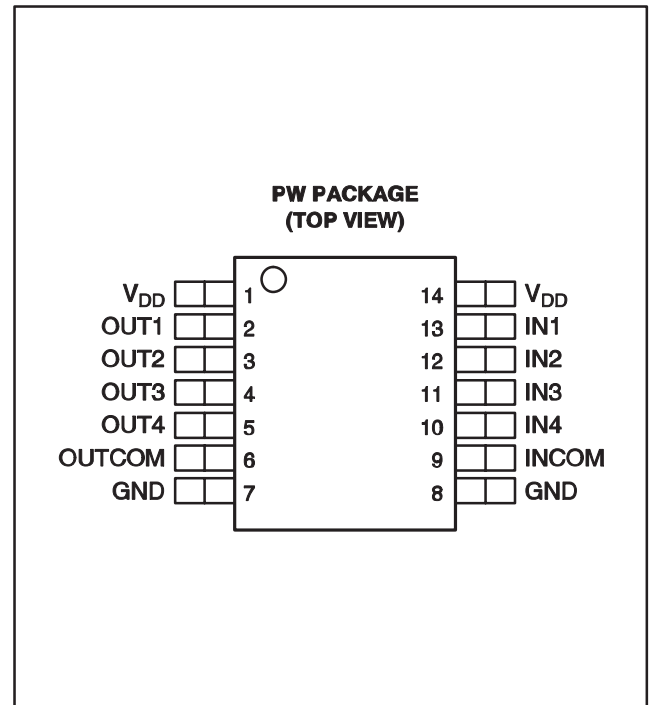 PW PACKAGE
(TOP VIEW)
VDD 1 14 VDD
OUT1 2 13 IN1
OUT2 3 12 IN2
OUT3 4 11 IN3
OUT4 5 10 IN4
OUTCOM 6 9 INCOM
GND 7 8 GND